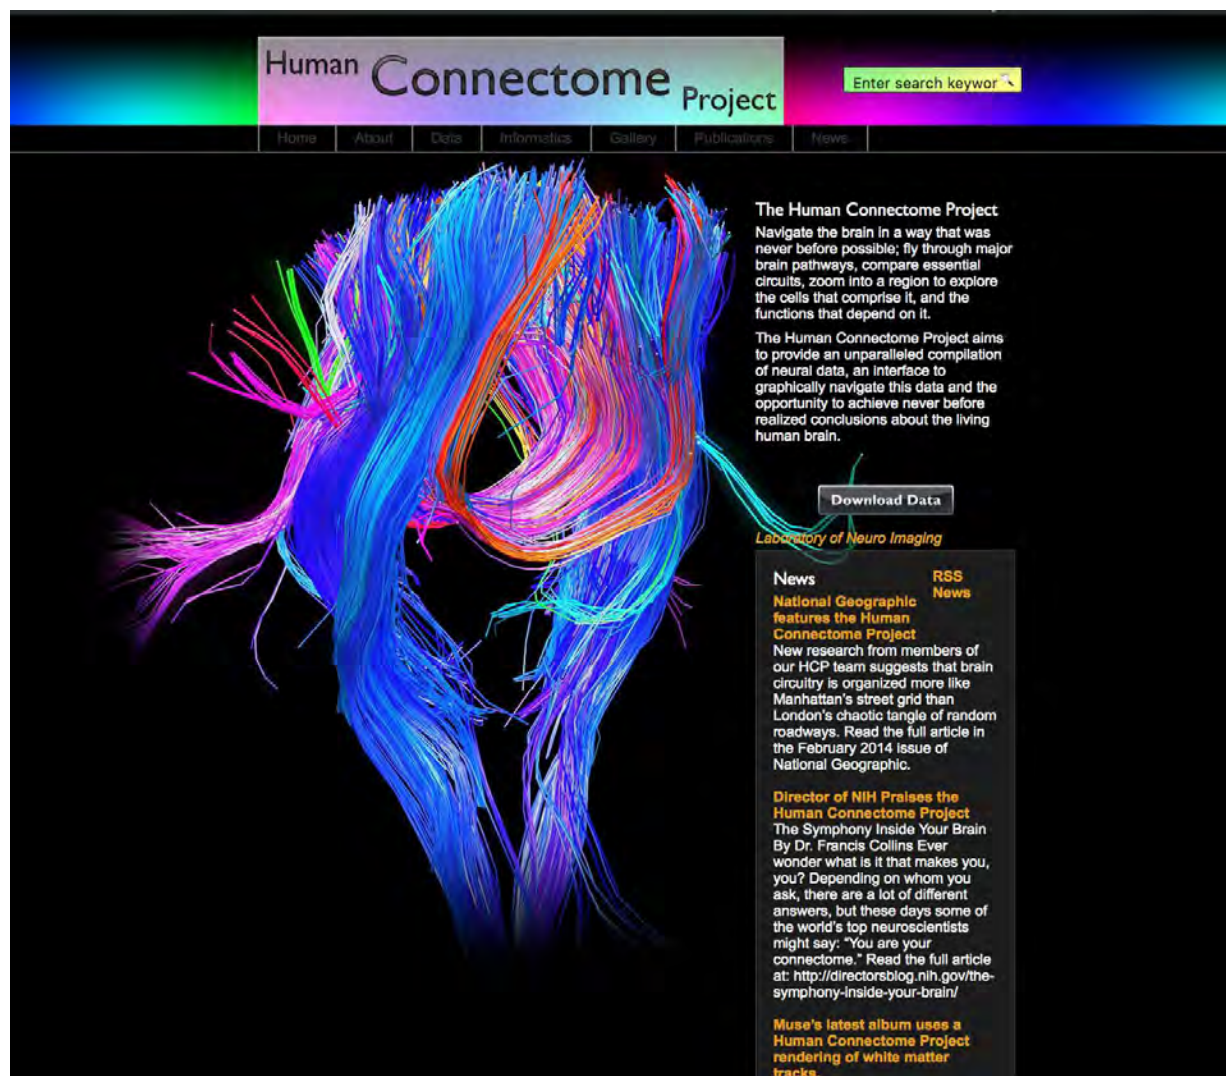 Human Connectome Project
Enter search keywor
Home About Data Informatics Gallery Publications News
The Human Connectome Project
Navigate the brain in a way that was
never before possible; fly through major
brain pathways, compare essential
circuits, zoom into a region to explore
the cells that comprise it, and the
functions that depend on it.
The Human Connectome Project aims
to provide an unparalleled compilation
of neural data, an interface to
graphically navigate this data and the
opportunity to achieve never before
realized conclusions about the living
human brain.
Download Data
Laboratory of Neuro Imaging
News
RSS
News
National Geographic
features the Human
Connectome Project
New research from members of
our HCP team suggests that brain
circuitry is organized more like
Manhattan's street grid than
London's chaotic tangle of random
roadways. Read the full article in
the February 2014 issue of
National Geographic.
Director of NIH Praises the
Human Connectome Project
The Symphony Inside Your Brain
By Dr. Francis Collins Ever
wonder what is it that makes you,
you? Depending on whom you
ask, there are a lot of different
answers, but these days some of
the world's top neuroscientists
might say: "You are your
connectome." Read the full article
at: http://directorsblog.nih.gov/the-
symphony-inside-your-brain/
Muse's latest album uses a
Human Connectome Project
rendering of white matter
tracks